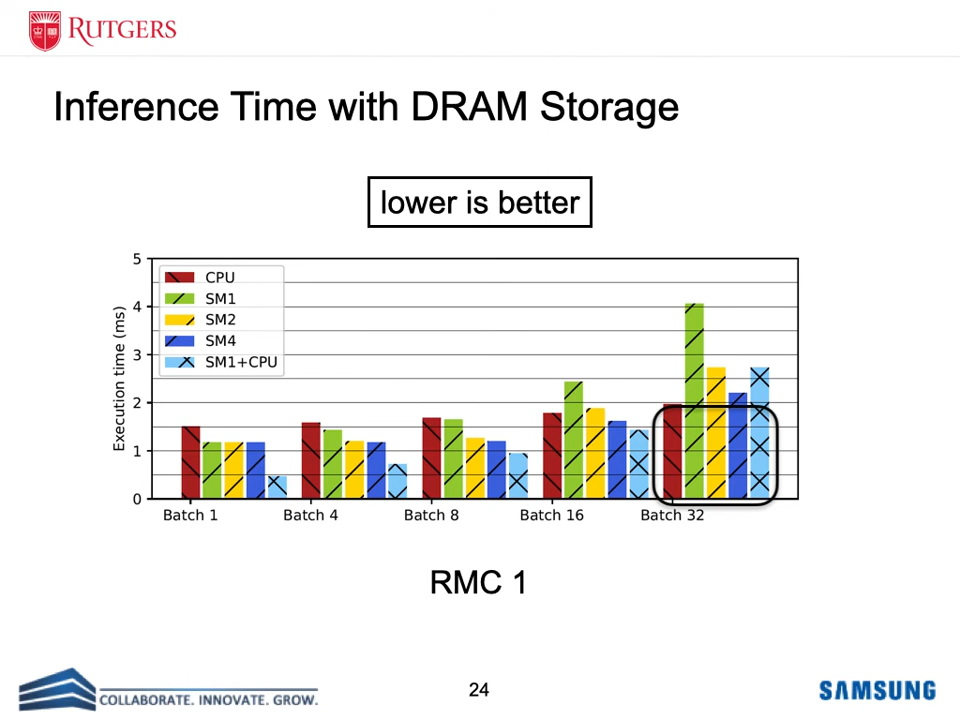 RUTGERS
Inference Time with DRAM Storage
lower is better
Execution time (ms)
5
4
3
2
1
0
CPU
SM1
SM2
SM4
SM1+CPU
Batch 1 Batch 4 Batch 8 Batch 16 Batch 32
RMC 1
COLLABORATE. INNOVATE. GROW.
24
SAMSUNG